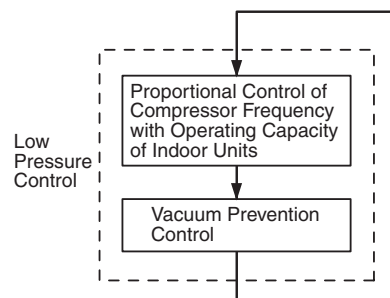 Proportional Control of
Compressor Frequency
with Operating Capacity
of Indoor Units
Low
Pressure
Control
Vacuum Prevention
Control